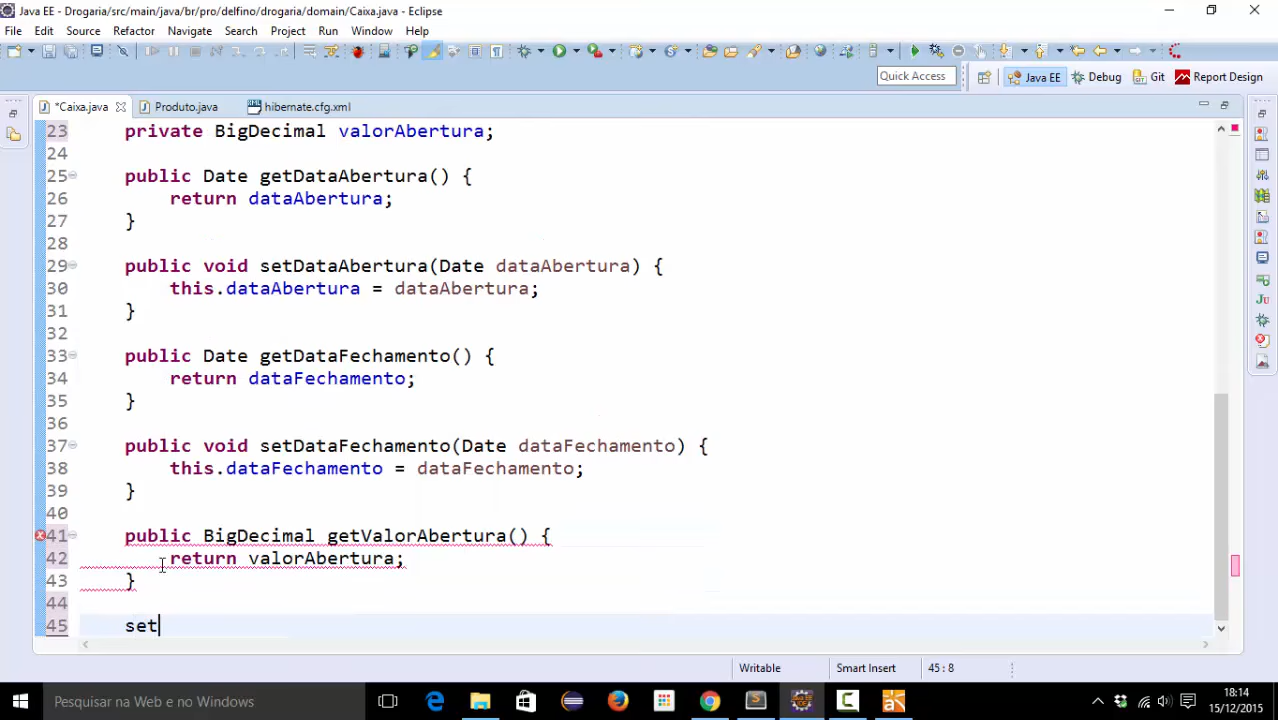 Java EE - Drogaria/src/main/java/br/pro/delfino/drogaria/domain/Caixa.java - Eclipse
File Edit Source Refactor Navigate Search Project Run Window Help
Quick Access Java EE Debug Git Report Design
*Caixa.java Produto.java hibernate.cfg.xml
23 private BigDecimal valorAbertura;
24
25 public Date getDataAbertura() {
26 return dataAbertura;
27 }
28
29 public void setDataAbertura(Date dataAbertura) {
30 this.dataAbertura = dataAbertura;
31 }
32
33 public Date getDataFechamento() {
34 return dataFechamento;
35 }
36
37 public void setDataFechamento(Date dataFechamento) {
38 this.dataFechamento = dataFechamento;
39 }
40
41 public BigDecimal getValorAbertura() {
42 return valorAbertura;
43 }
44
45 set
Writable Smart Insert 45 : 8
Pesquisar na Web e no Windows
18:14
15/12/2015